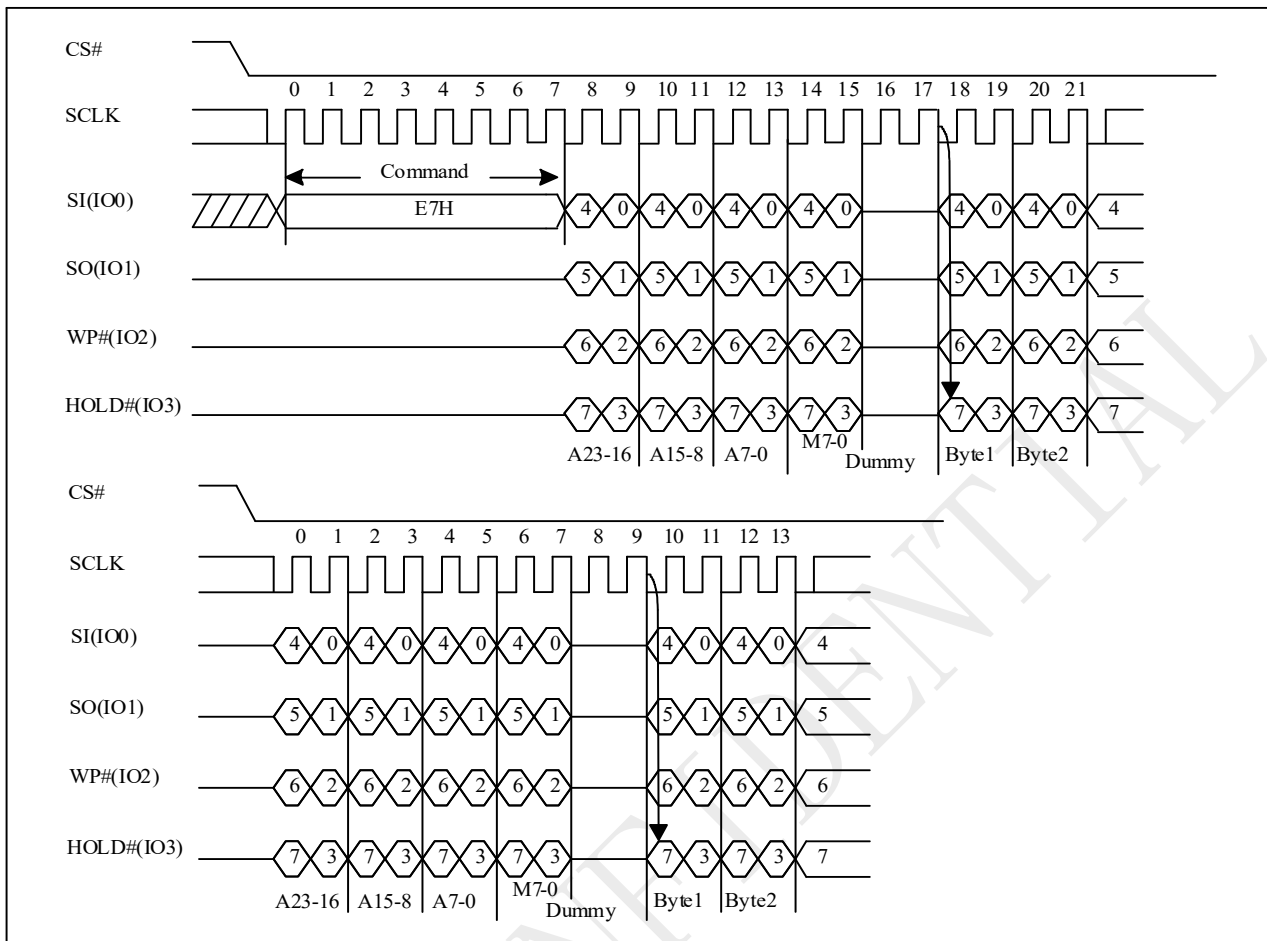 CS#
0 1 2 3 4 5 6 7 8 9 10 11 12 13 14 15 16 17 18 19 20 21
SCLK
Command
SI(IO0) E7H 4 0 4 0 4 0 4 0 4 0 4 0 4
SO(IO1) 5 1 5 1 5 1 5 1 5 1 5 1 5
WP#(IO2) 6 2 6 2 6 2 6 2 6 2 6 2 6
HOLD#(IO3) 7 3 7 3 7 3 7 3 7 3 7 3 7
A23-16 A15-8 A7-0 M7-0 Dummy Byte1 Byte2
CS#
0 1 2 3 4 5 6 7 8 9 10 11 12 13
SCLK
SI(IO0) 4 0 4 0 4 0 4 0 4 0 4 0 4
SO(IO1) 5 1 5 1 5 1 5 1 5 1 5 1 5
WP#(IO2) 6 2 6 2 6 2 6 2 6 2 6 2 6
HOLD#(IO3) 7 3 7 3 7 3 7 3 7 3 7 3 7
A23-16 A15-8 A7-0 M7-0 Dummy Byte1 Byte2
NFIDENTIAL